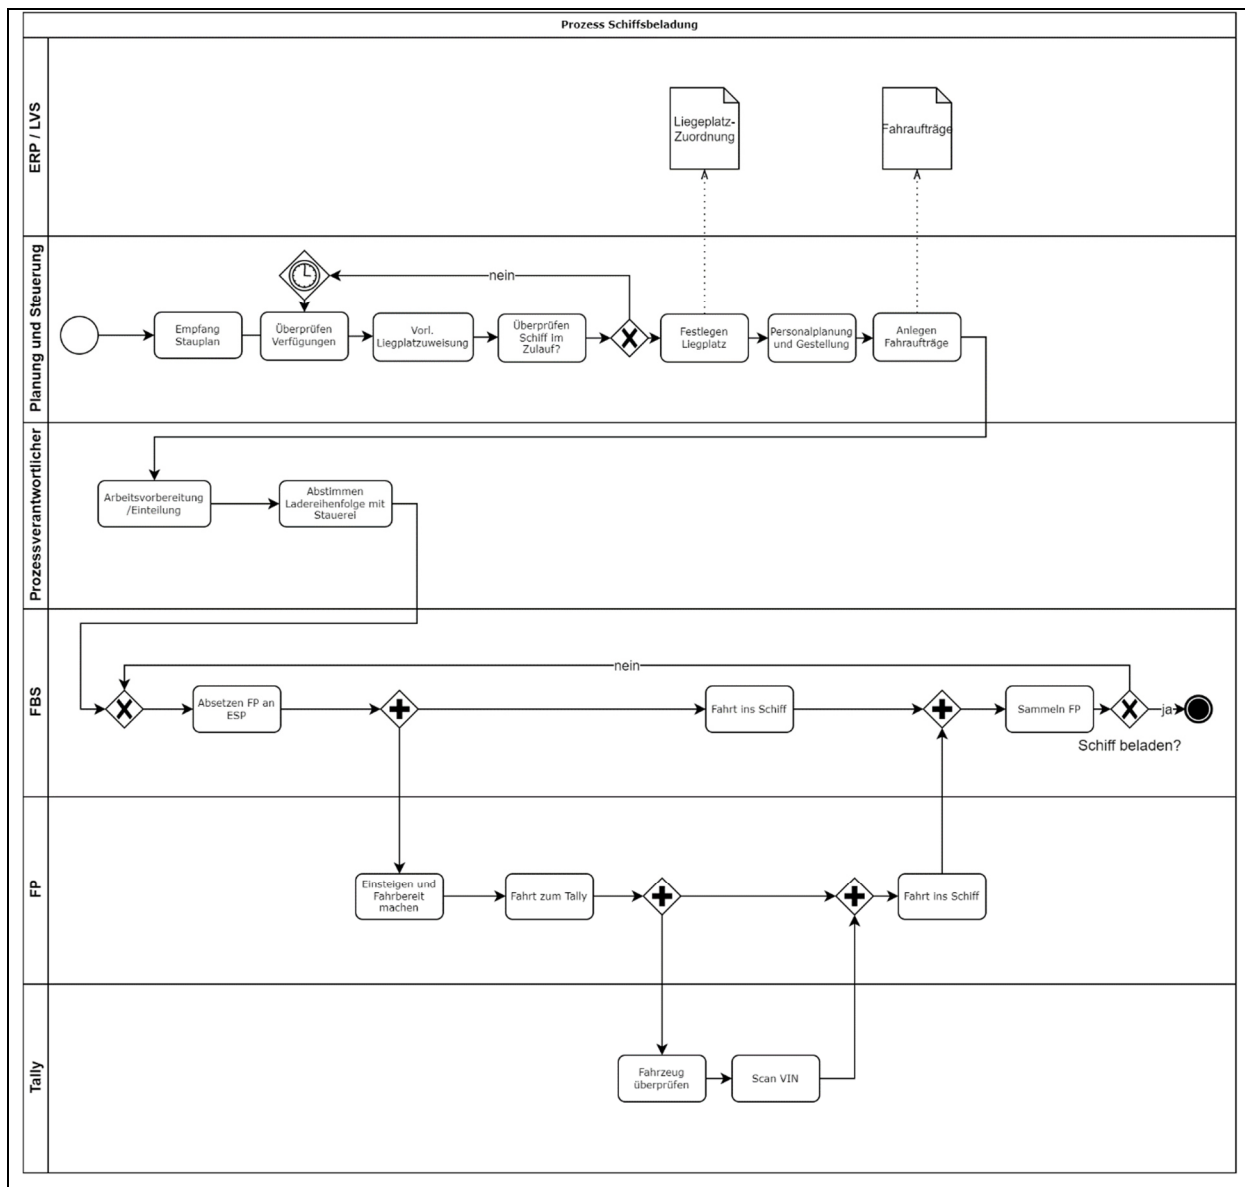 Prozess Schiffsbeladung
ERP / LVS
Liegeplatz-
Zuordnung
Fahraufträge
Planung und Steuerung
nein
Empfang
Stauplan
Überprüfen
Verfügungen
Vorl.
Liegplatzuweisung
Überprüfen
Schiff im
Zulauf?
Festlegen
Liegplatz
Personalplanung
und Gestellung
Anlegen
Fahraufträge
Prozessverantwortlicher
Arbeitsvorbereitung
/Einteilung
Abstimmen
Ladereihenfolge mit
Stauerei
FBS
nein
Absetzen FP an
ESP
Fahrt ins Schiff
Sammeln FP
ja
Schiff beladen?
FP
Einsteigen und
Fahrbereit
machen
Fahrt zum Tally
Fahrt ins Schiff
Tally
Fahrzeug
überprüfen
Scan VIN